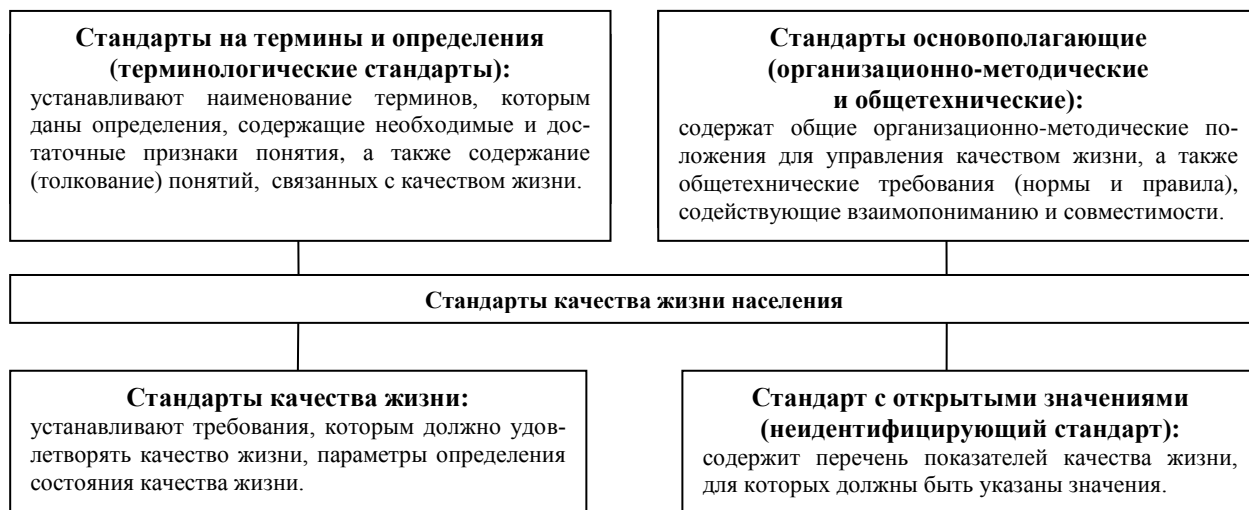 Стандарты на термины и определения
(терминологические стандарты):
устанавливают наименование терминов, которым
даны определения, содержащие необходимые и дос-
таточные признаки понятия, а также содержание
(толкование) понятий, связанных с качеством жизни.
Стандарты основополагающие
(организационно-методические
и общетехнические):
содержат общие организационно-методические по-
ложения для управления качеством жизни, а также
общетехнические требования (нормы и правила),
содействующие взаимопониманию и совместимости.
Стандарты качества жизни населения
Стандарты качества жизни:
устанавливают требования, которым должно удов-
летворять качество жизни, параметры определения
состояния качества жизни.
Стандарт с открытыми значениями
(неидентифицирующий стандарт):
содержит перечень показателей качества жизни,
для которых должны быть указаны значения.